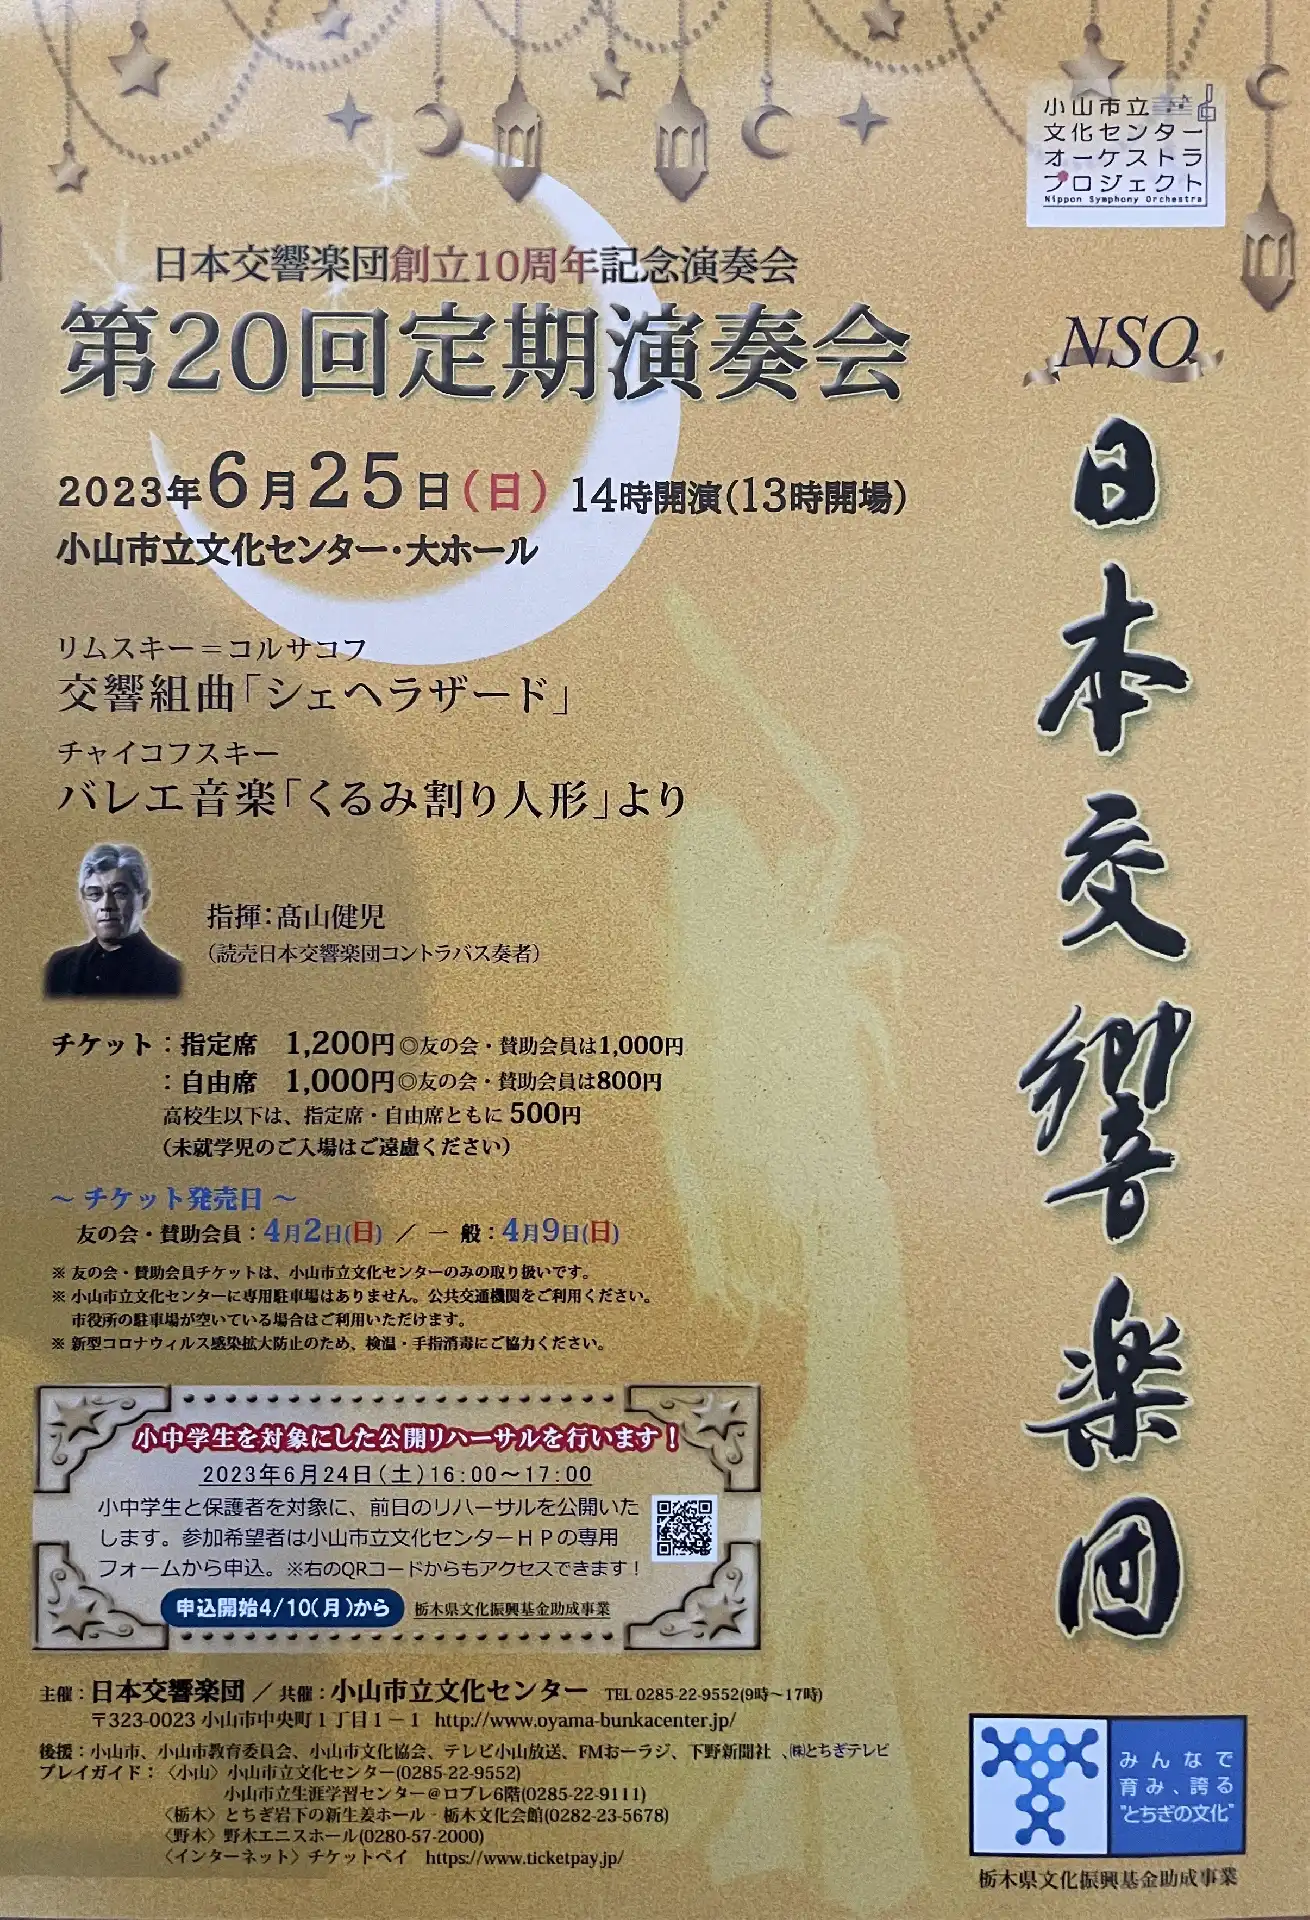 小山市立
文化センター
オーケストラ
プロジェクト
Nippon Symphony Orchestra
日本交響楽団創立10周年記念演奏会
第20回定期演奏会
NSO
日本交響楽団
2023年6月25日(日) 14時開演(13時開場)
小山市立文化センター・大ホール
リムスキー＝コルサコフ
交響組曲「シェヘラザード」
チャイコフスキー
バレエ音楽「くるみ割り人形」より
指揮：髙山健児
(読売日本交響楽団コントラバス奏者)
チケット：指定席 1,200円◎友の会・賛助会員は1,000円
：自由席 1,000円◎友の会・賛助会員は800円
高校生以下は、指定席・自由席ともに 500円
(未就学児のご入場はご遠慮ください)
～ チケット発売日 ～
友の会・賛助会員：4月2日(日) ／ 一 般：4月9日(日)
※ 友の会・賛助会員チケットは、小山市立文化センターのみの取り扱いです。
※ 小山市立文化センターに専用駐車場はありません。公共交通機関をご利用ください。
市役所の駐車場が空いている場合はご利用いただけます。
※ 新型コロナウィルス感染拡大防止のため、検温・手指消毒にご協力ください。
小中学生を対象にした公開リハーサルを行います！
2023年6月24日(土)16:00～17:00
小中学生と保護者を対象に、前日のリハーサルを公開いた
します。参加希望者は小山市立文化センターＨＰの専用
フォームから申込。※右のQRコードからもアクセスできます！
申込開始4/10(月)から 栃木県文化振興基金助成事業
主催：日本交響楽団 ／ 共催：小山市立文化センター TEL 0285-22-9552(9時～17時)
〒323-0023 小山市中央町１丁目１－１ http://www.oyama-bunkacenter.jp/
後援：小山市、小山市教育委員会、小山市文化協会、テレビ小山放送、FMおーラジ、下野新聞社 、㈱とちぎテレビ
プレイガイド：〈小山〉小山市立文化センター(0285-22-9552)
小山市立生涯学習センター＠ロブレ6階(0285-22-9111)
〈栃木〉とちぎ岩下の新生姜ホール‐栃木文化会館(0282-23-5678)
〈野木〉野木エニスホール(0280-57-2000)
〈インターネット〉チケットペイ https://www.ticketpay.jp/
みんなで
育み、誇る
"とちぎの文化"
栃木県文化振興基金助成事業